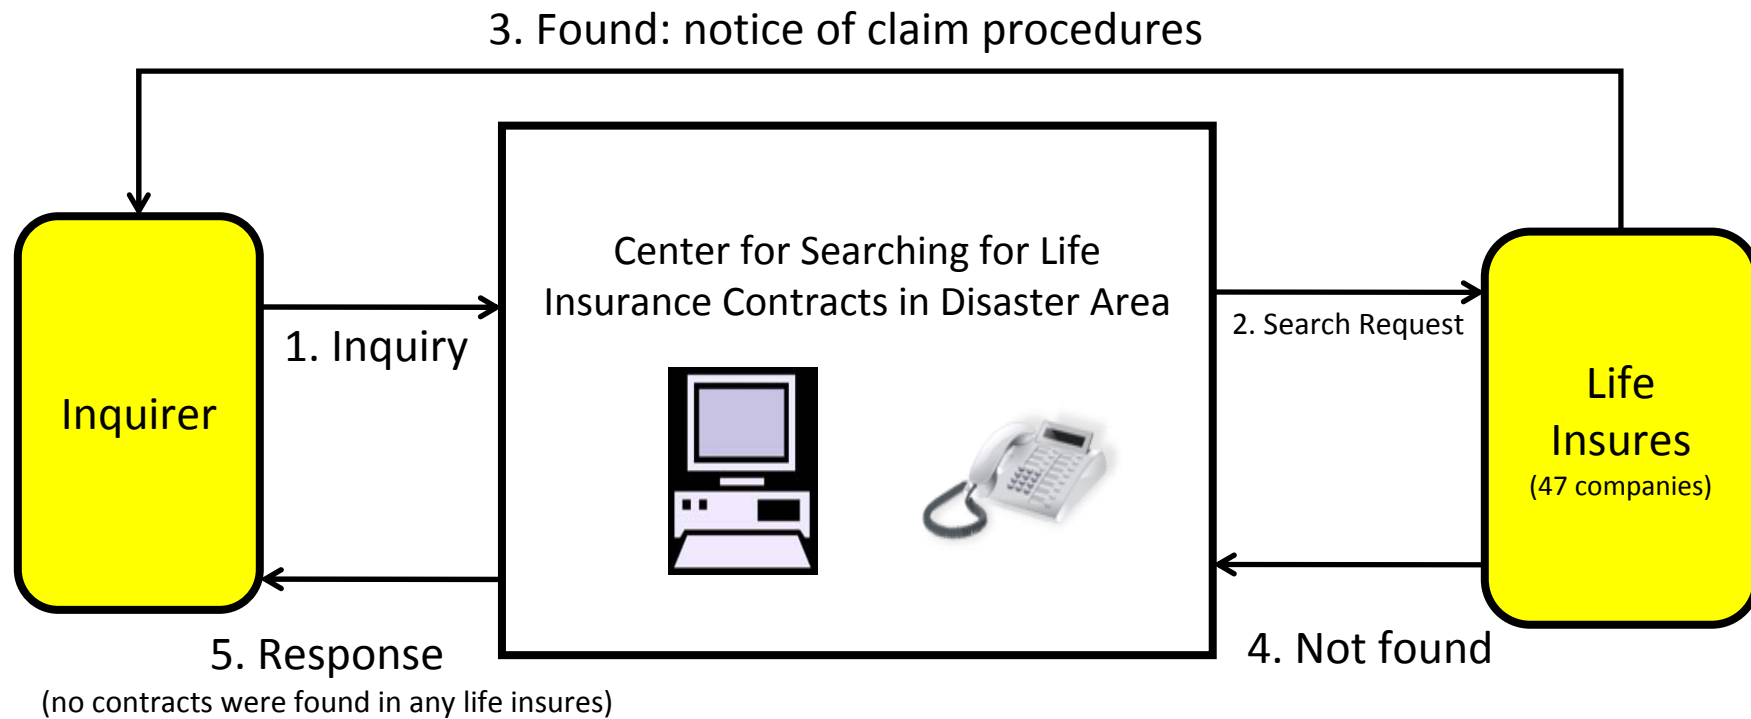 3. Found: notice of claim procedures
Center for Searching for Life
Insurance Contracts in Disaster Area
1. Inquiry
2. Search Request
Inquirer
Life
Insures
(47 companies)
5. Response
(no contracts were found in any life insures)
4. Not found